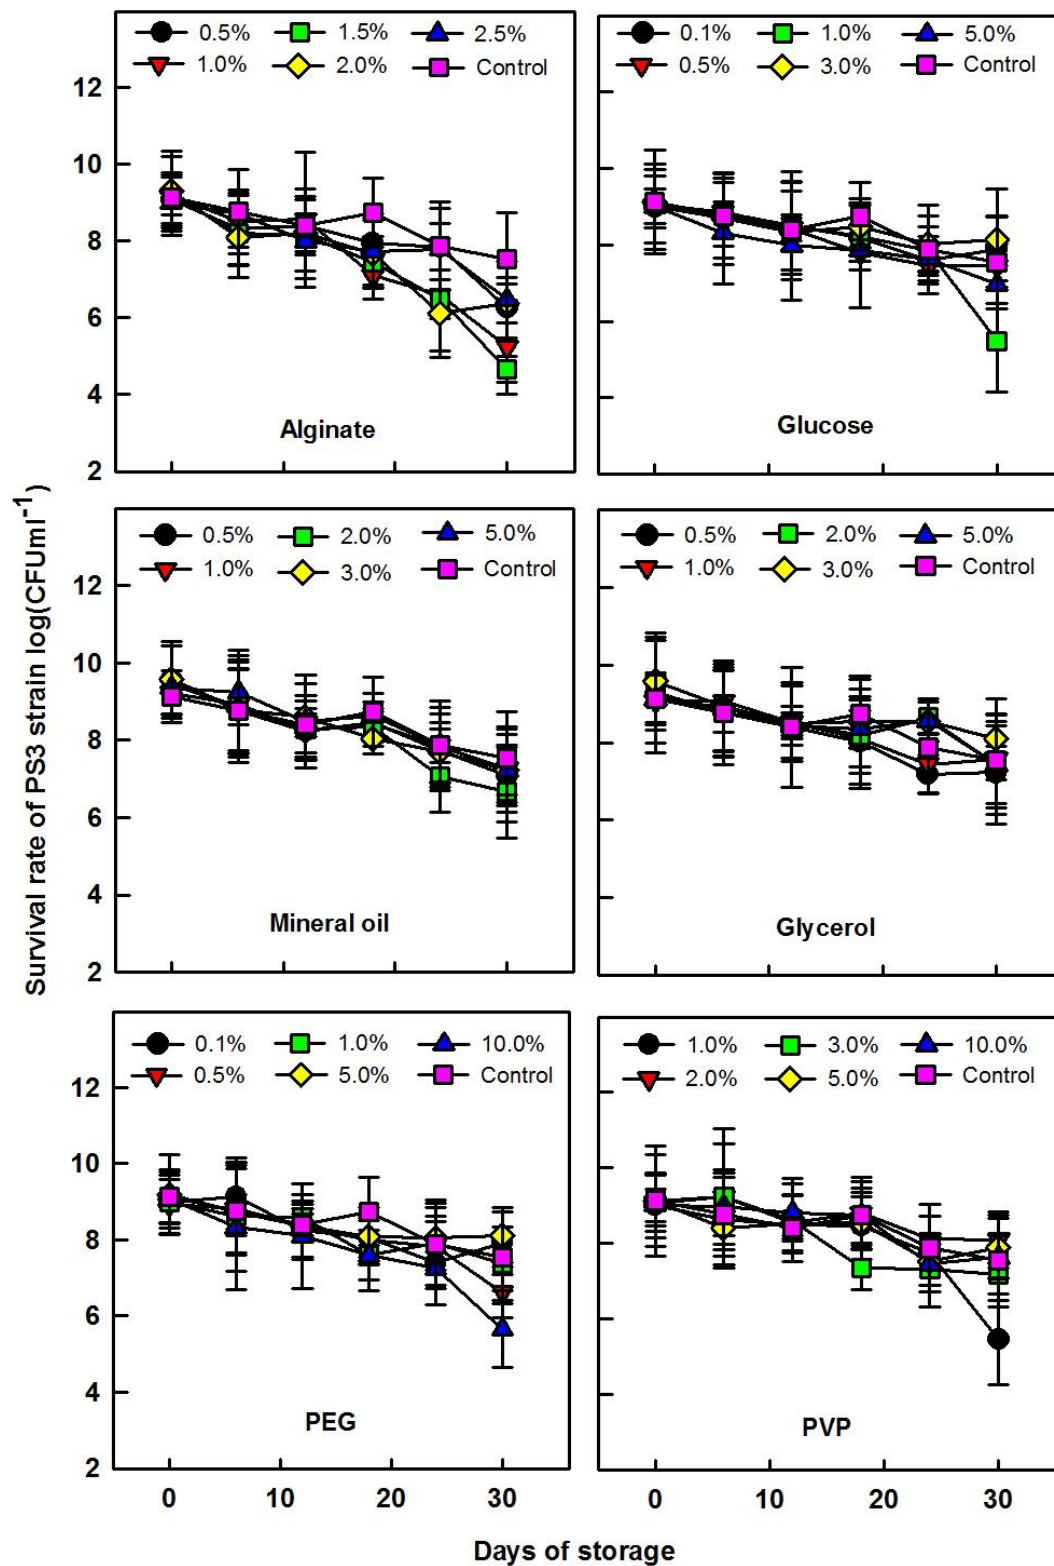 0.5% 1.5% 2.5%
1.0% 2.0% Control
12
10
8
6
4
2
Alginate
0.1% 1.0% 5.0%
0.5% 3.0% Control
Glucose
Survival rate of PS3 strain log(CFUml-1)
0.5% 2.0% 5.0%
1.0% 3.0% Control
12
10
8
6
4
2
Mineral oil
0.5% 2.0% 5.0%
1.0% 3.0% Control
Glycerol
0.1% 1.0% 10.0%
0.5% 5.0% Control
12
10
8
6
4
2
PEG
0 10 20 30
1.0% 3.0% 10.0%
2.0% 5.0% Control
PVP
0 10 20 30
Days of storage